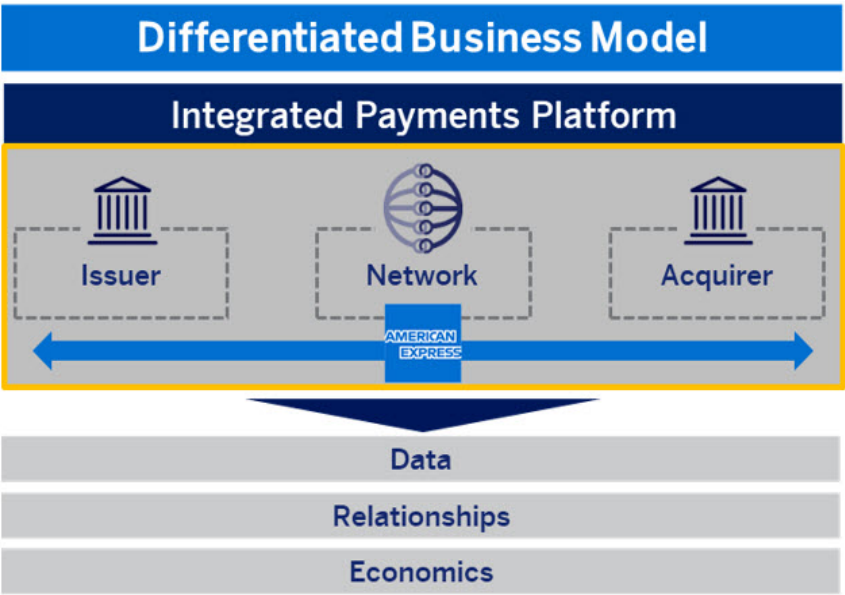 Differentiated Business Model
Integrated Payments Platform
Issuer
Network
Acquirer
AMERICAN
EXPRESS
Data
Relationships
Economics